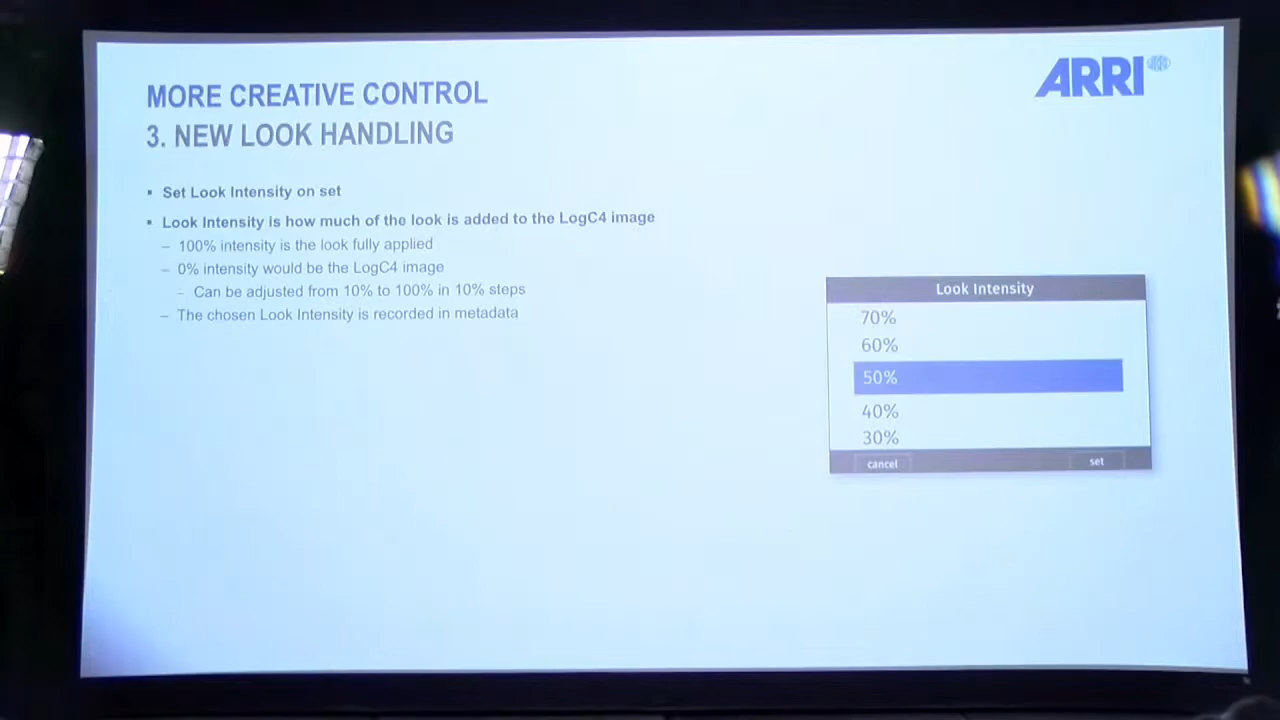 MORE CREATIVE CONTROL
3. NEW LOOK HANDLING
ARRI
▪ Set Look Intensity on set
▪ Look Intensity is how much of the look is added to the LogC4 image
– 100% intensity is the look fully applied
– 0% intensity would be the LogC4 image
– Can be adjusted from 10% to 100% in 10% steps
– The chosen Look Intensity is recorded in metadata
Look Intensity
70%
60%
50%
40%
30%
cancel set